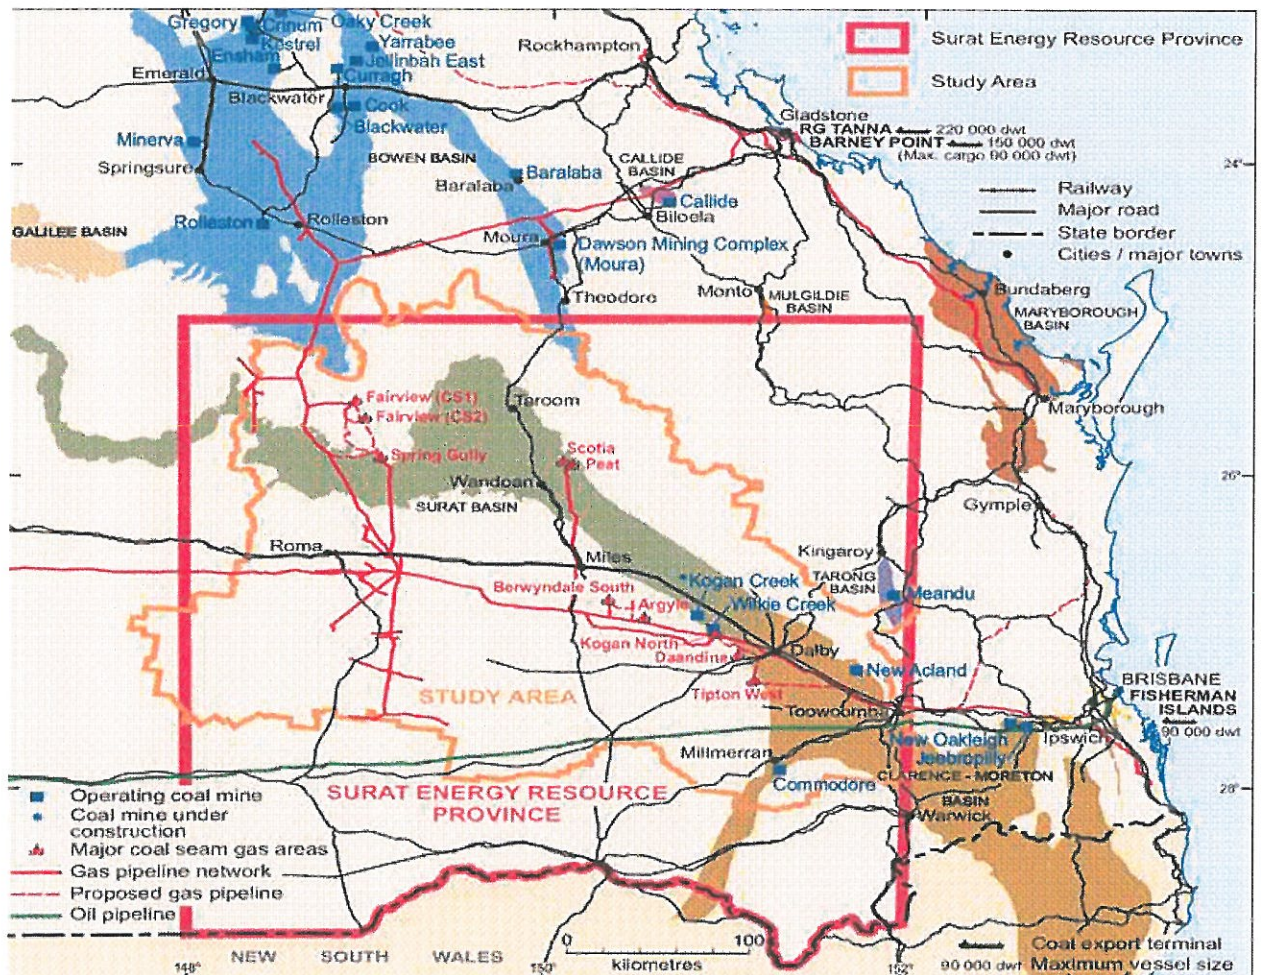 Gregory
Crinum
Oaky Creek
Kestrel
Yarrabee
Ensham
Jellinbah East
Curragh
Emerald
Blackwater
Cook
Blackwater
Minerva
Springsure
BOWEN BASIN
Baralaba
Baralaba
Rolleston
Rolleston
GALILEE BASIN
Moura
Dawson Mining Complex
(Moura)
Theodore
Rockhampton
CALLIDE
BASIN
Callide
Biloela
Monto
MULGILDIE
BASIN
Gladstone
RG TANNA 220 000 dwt
BARNEY POINT 150 000 dwt
(Max. cargo 90 000 dwt)
Surat Energy Resource Province
Study Area
24°
Railway
Major road
State border
Cities / major towns
Bundaberg
MARYBOROUGH
BASIN
Maryborough
Fairview (CS1)
Fairview (CS2)
Spring Gully
Taroom
Scotia
Peat
Wandoan
SURAT BASIN
26°
Gympie
Roma
Miles
Kingaroy
TARONG
BASIN
Meandu
Berwyndale South
Argyle
Kogan Creek
Wilkie Creek
Kogan North
Daandine
Dalby
Tipton West
New Acland
STUDY AREA
Toowoomba
BRISBANE
FISHERMAN
ISLANDS
90 000 dwt
New Oakleigh
Ipswich
Jeebropilly
Millmerran
Commodore
CLARENCE - MORETON
BASIN
Warwick
28°
SURAT ENERGY RESOURCE
PROVINCE
Operating coal mine
Coal mine under
construction
Major coal seam gas areas
Gas pipeline network
Proposed gas pipeline
Oil pipeline
148°
NEW SOUTH WALES
150°
0 100
kilometres
152°
Coal export terminal
90 000 dwt Maximum vessel size